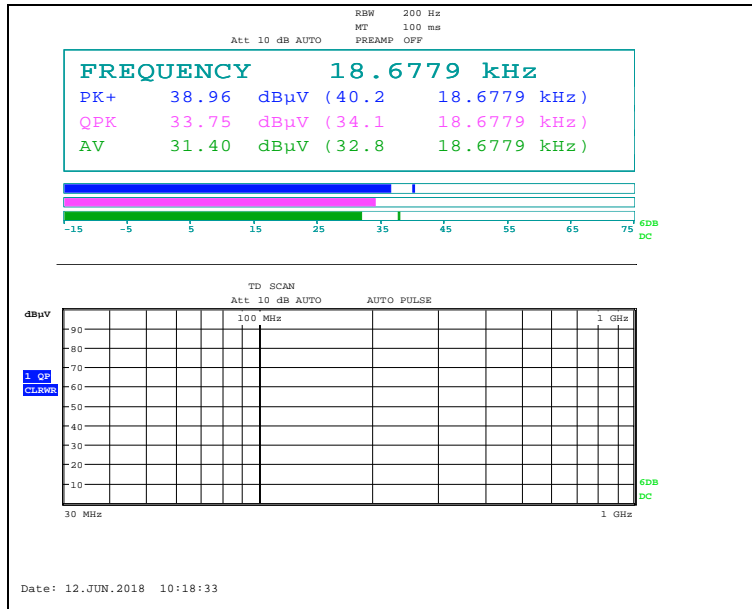 RBW 200 Hz
MT 100 ms
Att 10 dB AUTO PREAMP OFF
FREQUENCY 18.6779 kHz
PK+ 38.96 dBµV (40.2 18.6779 kHz)
QPK 33.75 dBµV (34.1 18.6779 kHz)
AV 31.40 dBµV (32.8 18.6779 kHz)
-15 -5 5 15 25 35 45 55 65 75
6DB
DC
TD SCAN
Att 10 dB AUTO AUTO PULSE
dBµV
100 MHz 1 GHz
90
80
70
1 QP
60
CLRWR
50
40
30
20
10
6DB
DC
30 MHz 1 GHz
Date: 12.JUN.2018 10:18:33